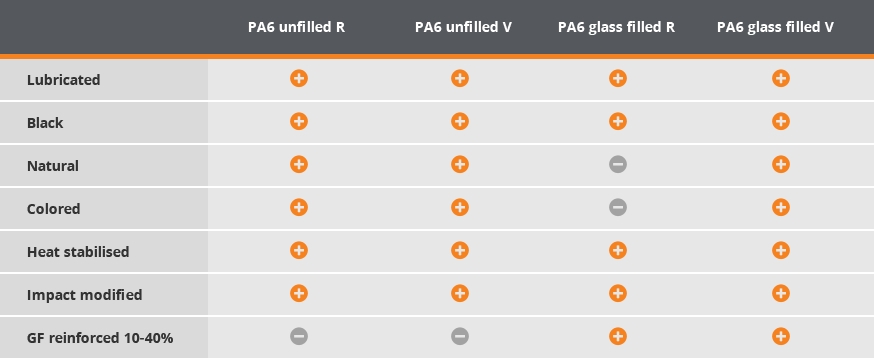 PA6 unfilled R PA6 unfilled V PA6 glass filled R PA6 glass filled V
Lubricated + + + +
Black + + + +
Natural + + − +
Colored + + − +
Heat stabilised + + + +
Impact modified + + + +
GF reinforced 10-40% − − + +